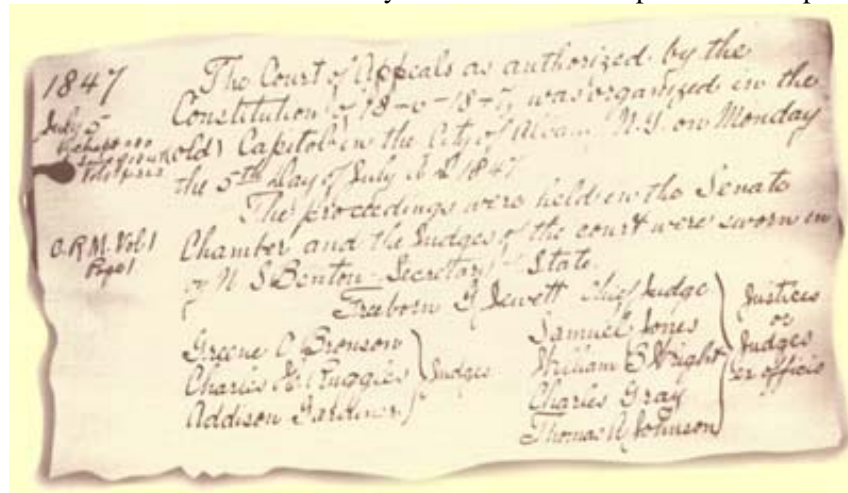 1847
The Court of Appeals as authorized by the
Constitution of 18-6-1847, was organized in the
July 5
(old) Capitol in the City of Albany N.Y. on Monday
the 5th Day of July A D 1847
The proceedings were held in the Senate
C.R.M. Vol 1
Page 1
Chamber and the Judges of the court were sworn in
by N S Benton - Secretary of State.
Freeborn G Jewett Chief Judge
Greene C Bronson
Charles H Ruggles
Addison Gardiner
Judges
Samuel Jones
William B Wright
Charles Gray
Thomas A Johnson
Justices
or
Judges
ex officio